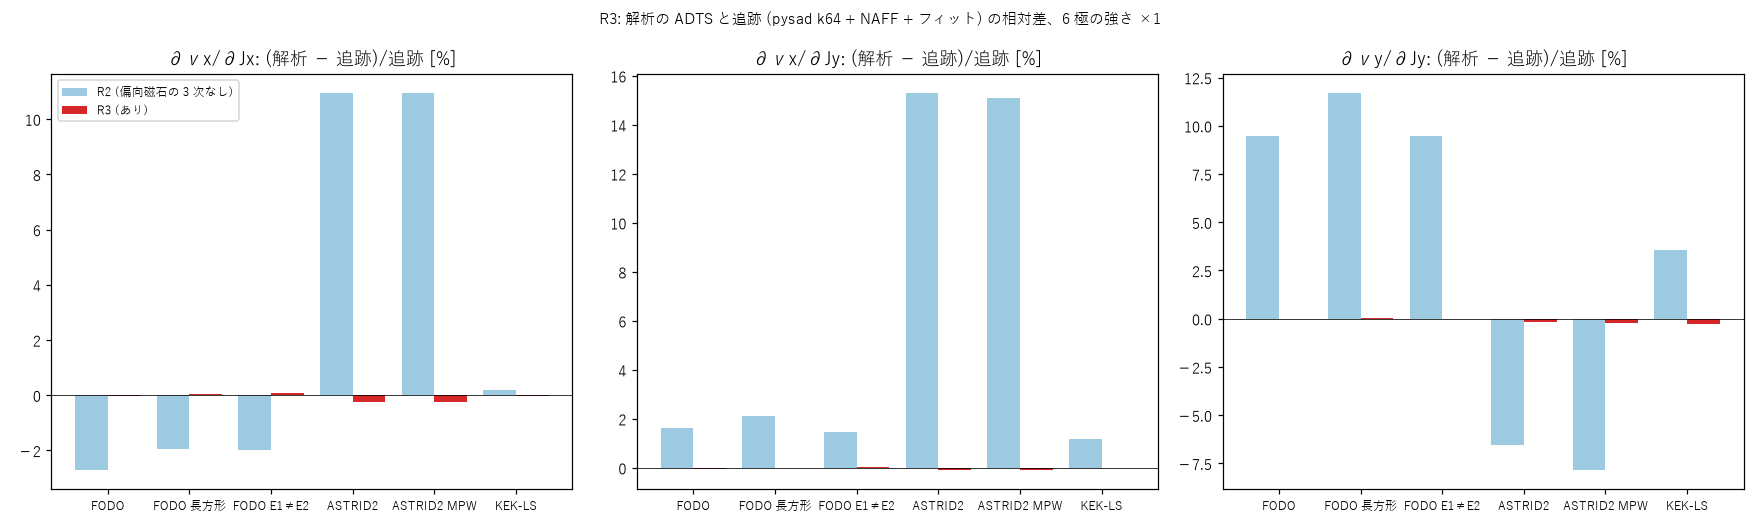 R3: 解析の ADTS と追跡 (pysad k64 + NAFF + フィット) の相対差、6 極の強さ ×1
∂νx/∂Jx: (解析 − 追跡)/追跡 [%]
10
8
6
4
2
0
−2
R2 (偏向磁石の 3 次なし)
R3 (あり)
FODO
FODO 長方形
FODO E1≠E2
ASTRID2
ASTRID2 MPW
KEK-LS
∂νx/∂Jy: (解析 − 追跡)/追跡 [%]
16
14
12
10
8
6
4
2
0
FODO
FODO 長方形
FODO E1≠E2
ASTRID2
ASTRID2 MPW
KEK-LS
∂νy/∂Jy: (解析 − 追跡)/追跡 [%]
12.5
10.0
7.5
5.0
2.5
0.0
−2.5
−5.0
−7.5
FODO
FODO 長方形
FODO E1≠E2
ASTRID2
ASTRID2 MPW
KEK-LS